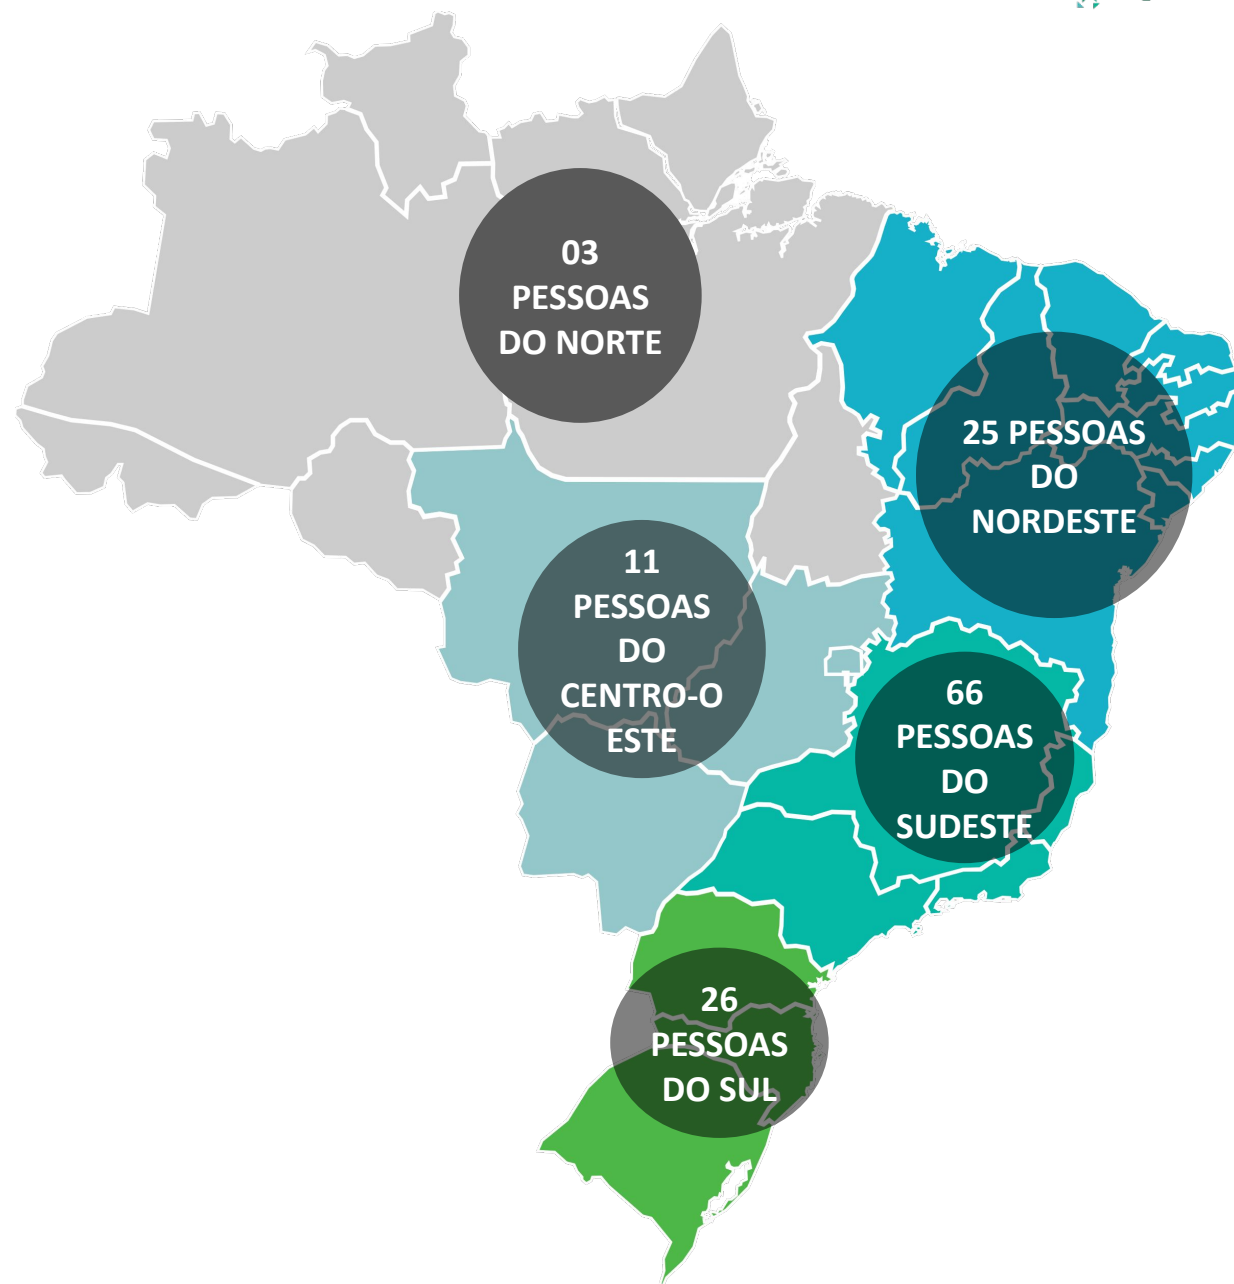 03
PESSOAS
DO NORTE
25 PESSOAS
DO
NORDESTE
11
PESSOAS
DO
CENTRO-O
ESTE
66
PESSOAS
DO
SUDESTE
26
PESSOAS
DO SUL